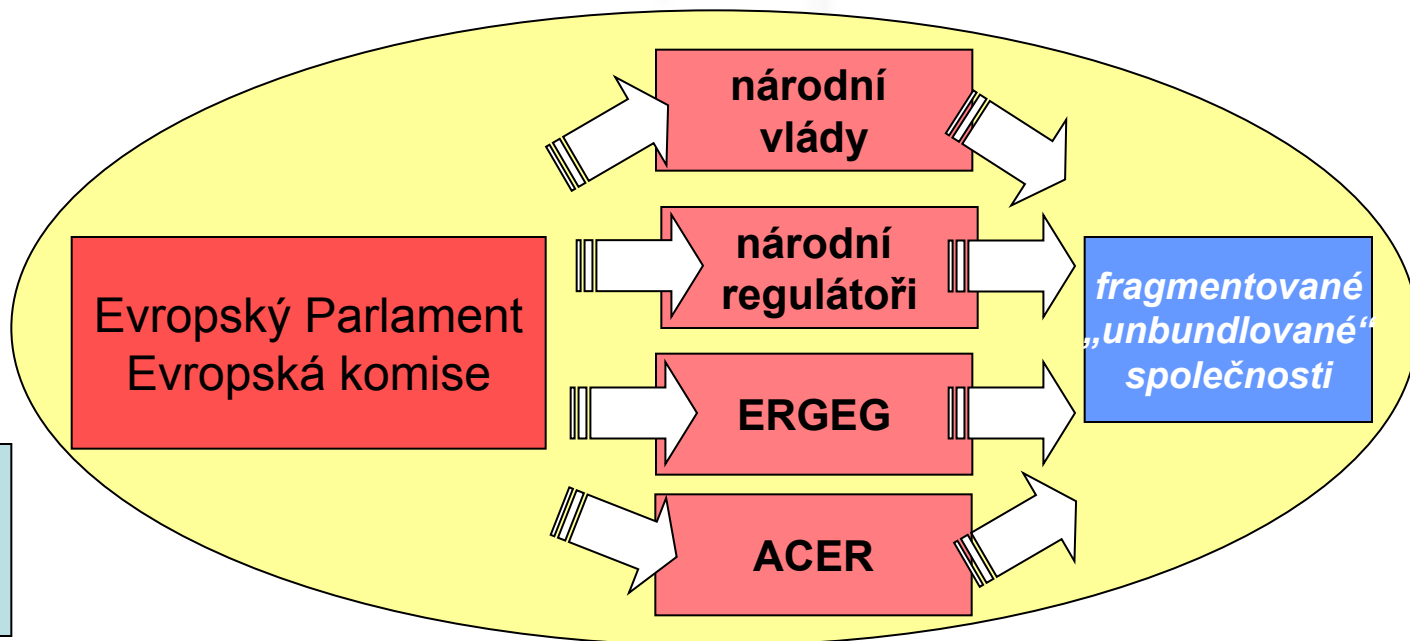 národní
vlády
národní
regulátoři
Evropský Parlament
Evropská komise
fragmentované
„unbundlované“
společnosti
ERGEG
ACER